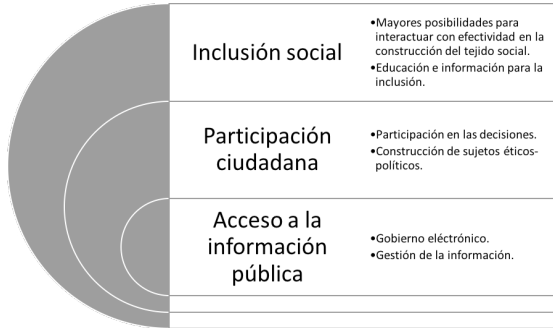 Inclusión social
•Mayores posibilidades para
interactuar con efectividad en la
construcción del tejido social.
•Educación e información para la
inclusión.
Participación
ciudadana
•Participación en las decisiones.
•Construcción de sujetos éticos-
políticos.
Acceso a la
información
pública
•Gobierno eléctrónico.
•Gestión de la información.